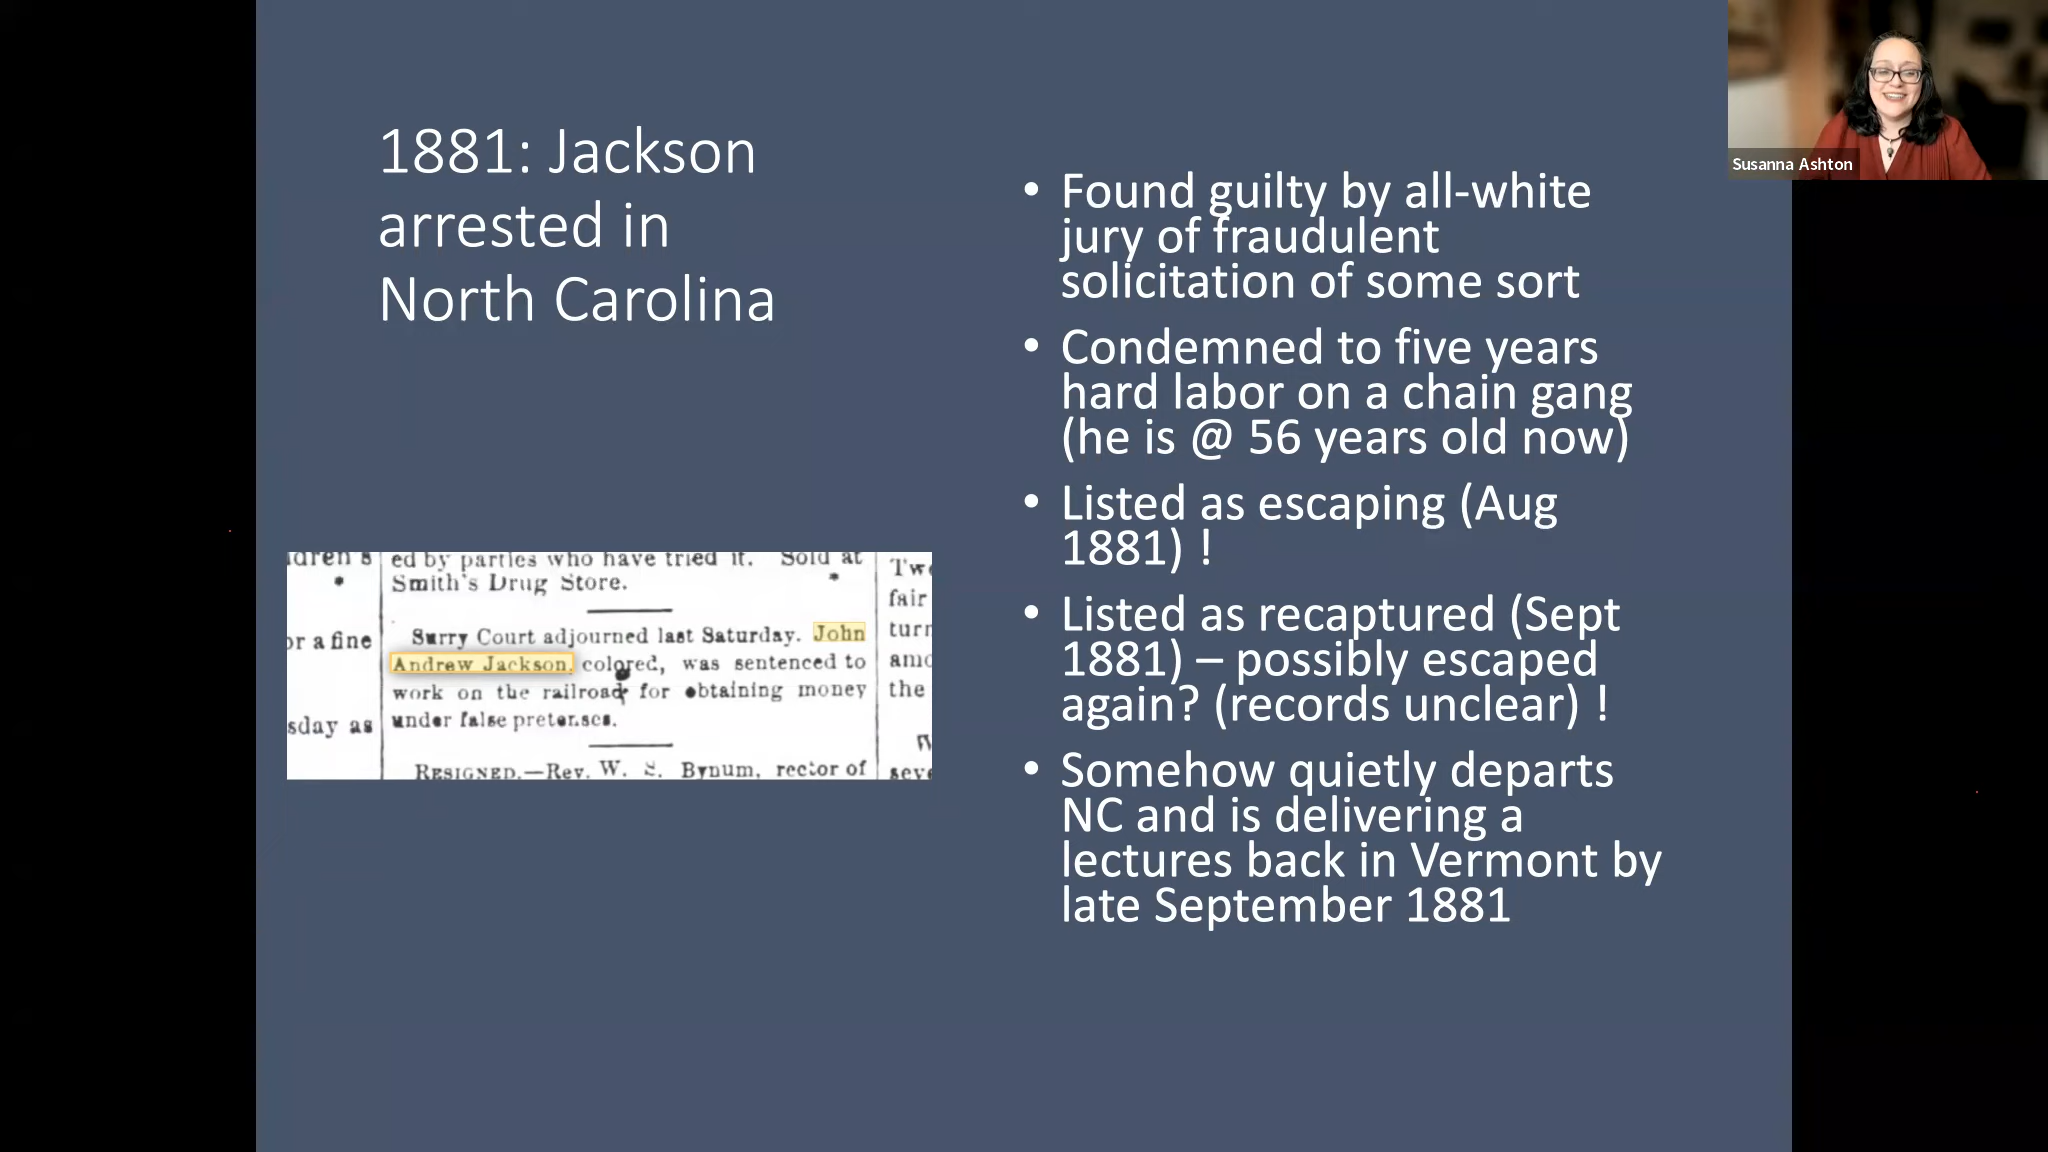 1881: Jackson
arrested in
North Carolina
ldren's
or a fine
sday as
ed by parties who have tried it. Sold at
Smith's Drug Store.
Surry Court adjourned last Saturday. John
Andrew Jackson, colored, was sentenced to
work on the railroad for obtaining money
under false pretenses.
RESIGNED.—Rev. W. S. Bynum, rector of
Two
fair
turn
amo
the
seve
• Found guilty by all-white
jury of fraudulent
solicitation of some sort
• Condemned to five years
hard labor on a chain gang
(he is @ 56 years old now)
• Listed as escaping (Aug
1881) !
• Listed as recaptured (Sept
1881) – possibly escaped
again? (records unclear) !
• Somehow quietly departs
NC and is delivering a
lectures back in Vermont by
late September 1881
Susanna Ashton